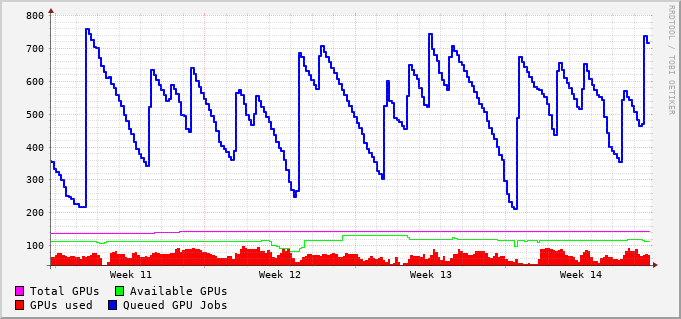 800
700
600
500
400
300
200
100
Week 11 Week 12 Week 13 Week 14
Total GPUs Available GPUs
GPUs used Queued GPU Jobs
RRDTOOL / TOBI OETIKER